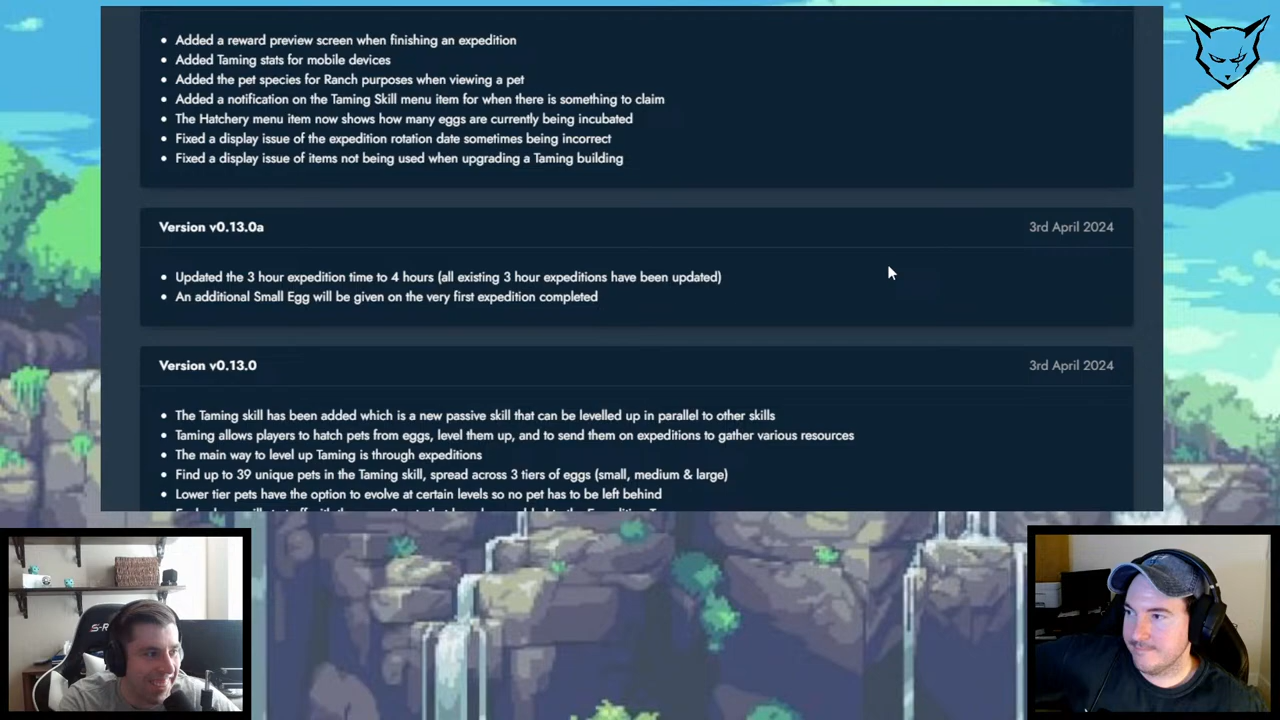 Added a reward preview screen when finishing an expedition
Added Taming stats for mobile devices
Added the pet species for Ranch purposes when viewing a pet
Added a notification on the Taming Skill menu item for when there is something to claim
The Hatchery menu item now shows how many eggs are currently being incubated
Fixed a display issue of the expedition rotation date sometimes being incorrect
Fixed a display issue of items not being used when upgrading a Taming building
Version v0.13.0a
3rd April 2024
Updated the 3 hour expedition time to 4 hours (all existing 3 hour expeditions have been updated)
An additional Small Egg will be given on the very first expedition completed
Version v0.13.0
3rd April 2024
The Taming skill has been added which is a new passive skill that can be levelled up in parallel to other skills
Taming allows players to hatch pets from eggs, level them up, and to send them on expeditions to gather various resources
The main way to level up Taming is through expeditions
Find up to 39 unique pets in the Taming skill, spread across 3 tiers of eggs (small, medium & large)
Lower tier pets have the option to evolve at certain levels so no pet has to be left behind